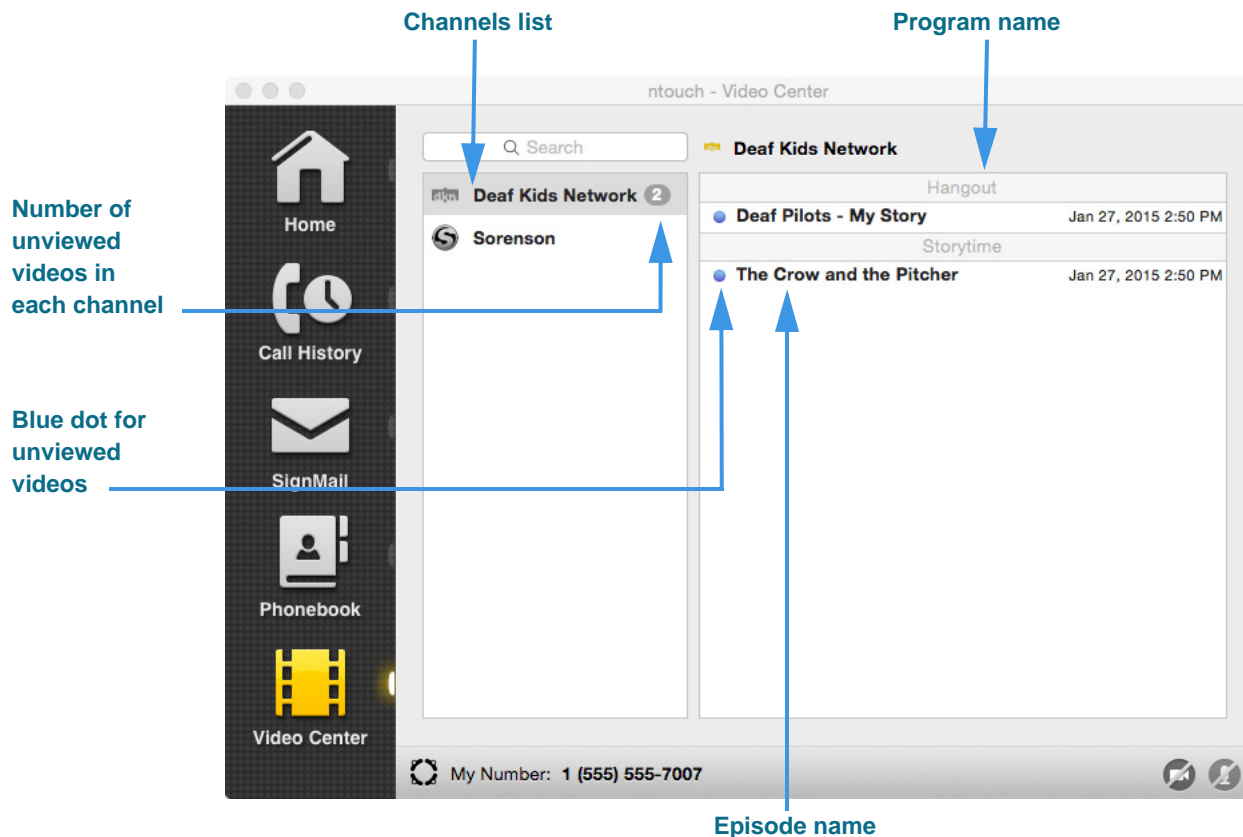 Channels list
Program name
ntouch - Video Center
Search
Deaf Kids Network
Hangout
dkn Deaf Kids Network 2
Deaf Pilots - My Story Jan 27, 2015 2:50 PM
Number of
unviewed
videos in
each channel
Home
Sorenson
Storytime
The Crow and the Pitcher Jan 27, 2015 2:50 PM
Call History
Blue dot for
unviewed
videos
SignMail
Phonebook
Video Center
My Number: 1 (555) 555-7007
Episode name